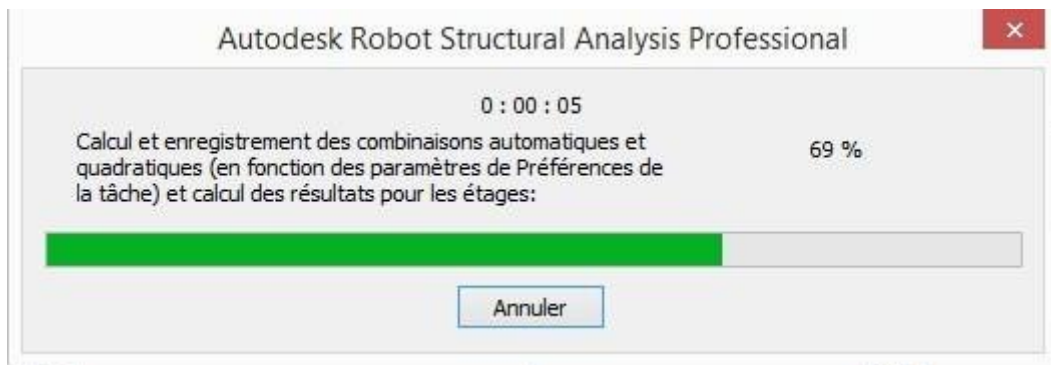 Autodesk Robot Structural Analysis Professional
0 : 00 : 05
Calcul et enregistrement des combinaisons automatiques et
quadratiques (en fonction des paramètres de Préférences de
la tâche) et calcul des résultats pour les étages:
69 %
Annuler